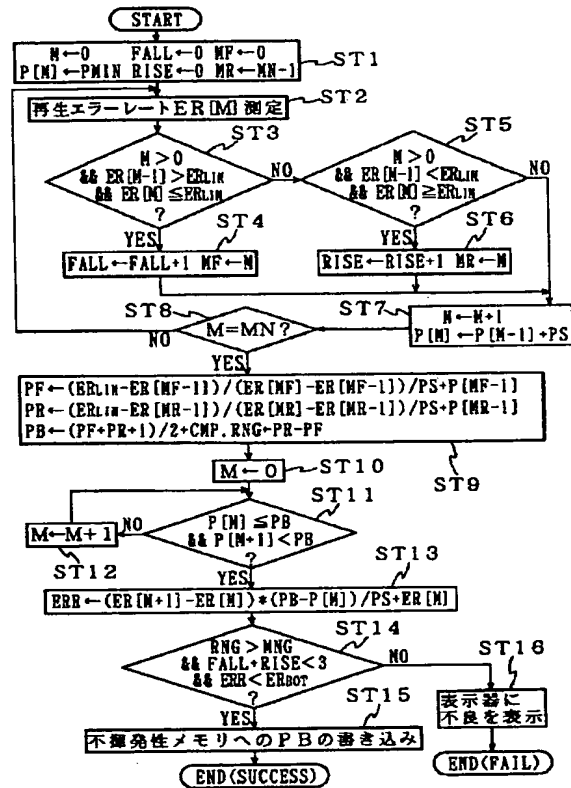 START
M←0 FALL←0 MF←0
P[M]←PMIN RISE←0 MR←MN-1
ST1
ST2
再生エラーレートER[M]測定
ST3
M>0
&& ER[M-1]>ERLIM
&& ER[M]≦ERLIM
?
NO
YES
ST5
M>0
&& ER[M-1]<ERLIM
&& ER[M]≧ERLIM
?
NO
YES
ST4
FALL←FALL+1 MF←M
ST6
RISE←RISE+1 MR←M
ST7
M←M+1
P[M]←P[M-1]+PS
ST8
M=MN?
NO
YES
PF←(ERLIM-ER[MF-1])/(ER[MF]-ER[MF-1])/PS+P[MF-1]
PR←(ERLIM-ER[MR-1])/(ER[MR]-ER[MR-1])/PS+P[MR-1]
PB←(PF+PR+1)/2+CMP.RNG←PR-PF
ST9
M←0
ST10
ST11
P[M]≦PB
&& P[M+1]<PB
?
NO
YES
M←M+1
ST12
ST13
ERR←(ER[M+1]-ER[M])*(PB-P[M])/PS+ER[M]
ST14
RNG>MNG
&& FALL+RISE<3
&& ERR<ERBOT
?
NO
YES
ST15
不揮発性メモリへのPBの書き込み
END(SUCCESS)
ST16
表示器に
不良を表示
END(FAIL)